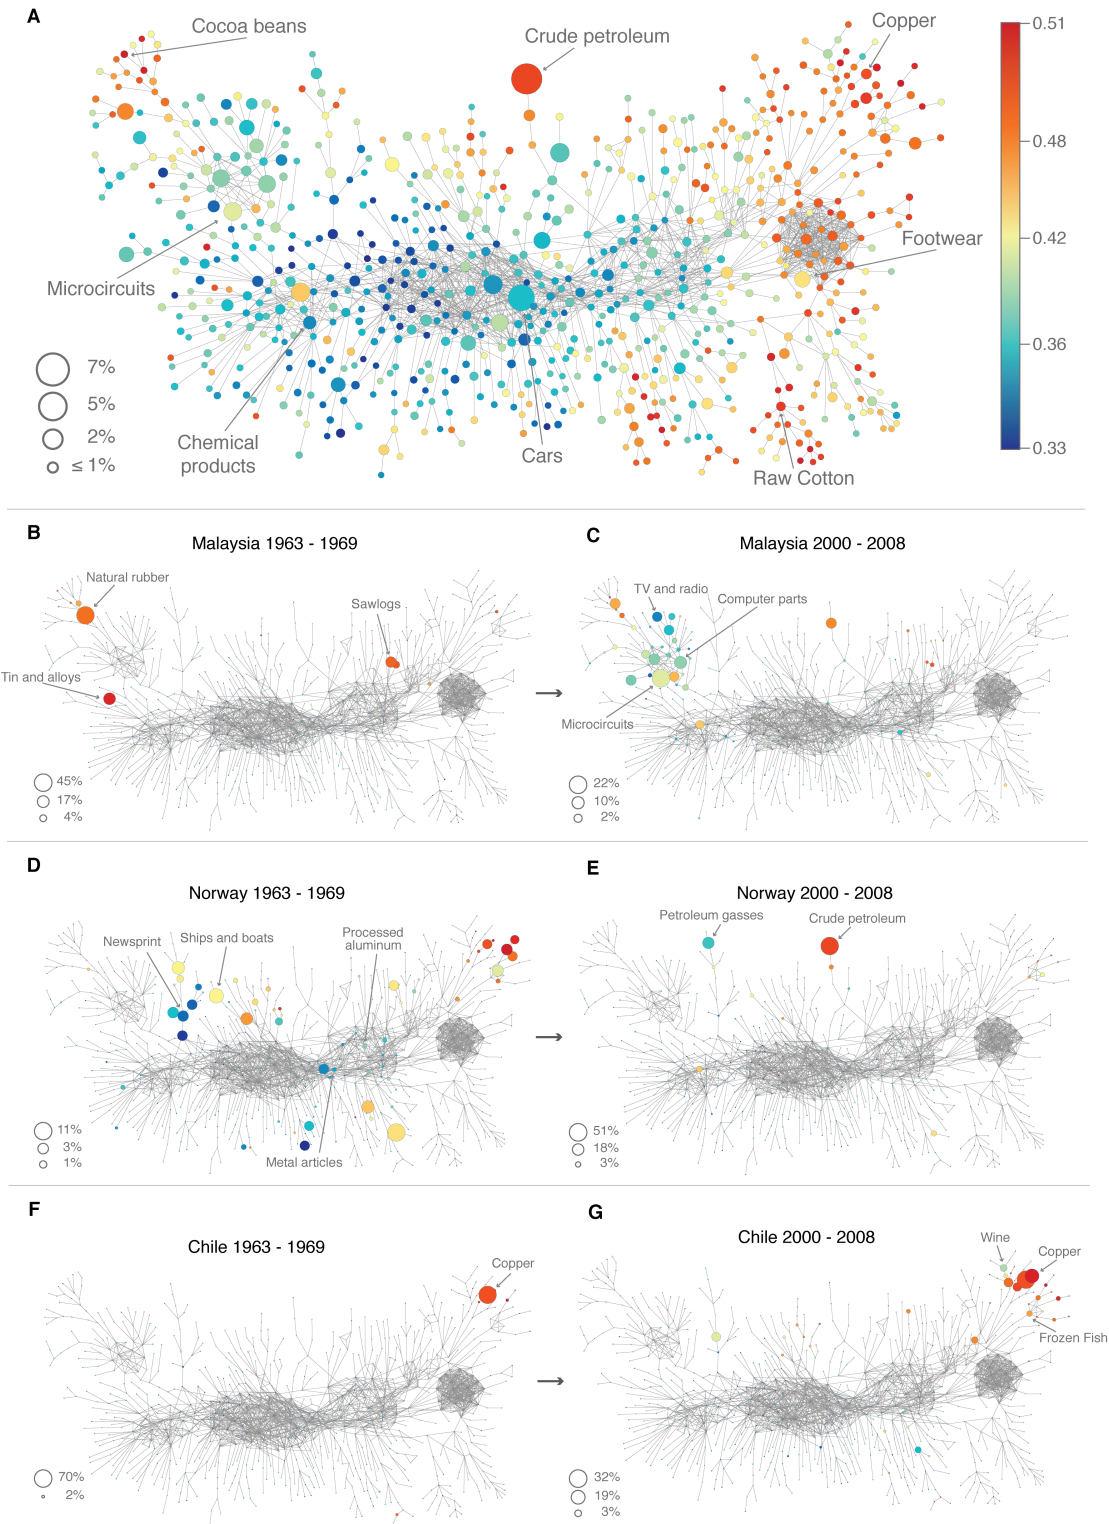 A
Cocoa beans
Crude petroleum
Copper
0.51
0.48
0.42
0.36
0.33
Footwear
Microcircuits
7%
5%
2%
≤ 1%
Chemical
products
Cars
Raw Cotton
B
Malaysia 1963 - 1969
Natural rubber
Sawlogs
Tin and alloys
45%
17%
4%
C
Malaysia 2000 - 2008
TV and radio
Computer parts
Microcircuits
22%
10%
2%
D
Norway 1963 - 1969
Newsprint
Ships and boats
Processed
aluminum
Metal articles
11%
3%
1%
E
Norway 2000 - 2008
Petroleum gasses
Crude petroleum
51%
18%
3%
F
Chile 1963 - 1969
Copper
70%
2%
G
Chile 2000 - 2008
Wine
Copper
Frozen Fish
32%
19%
3%